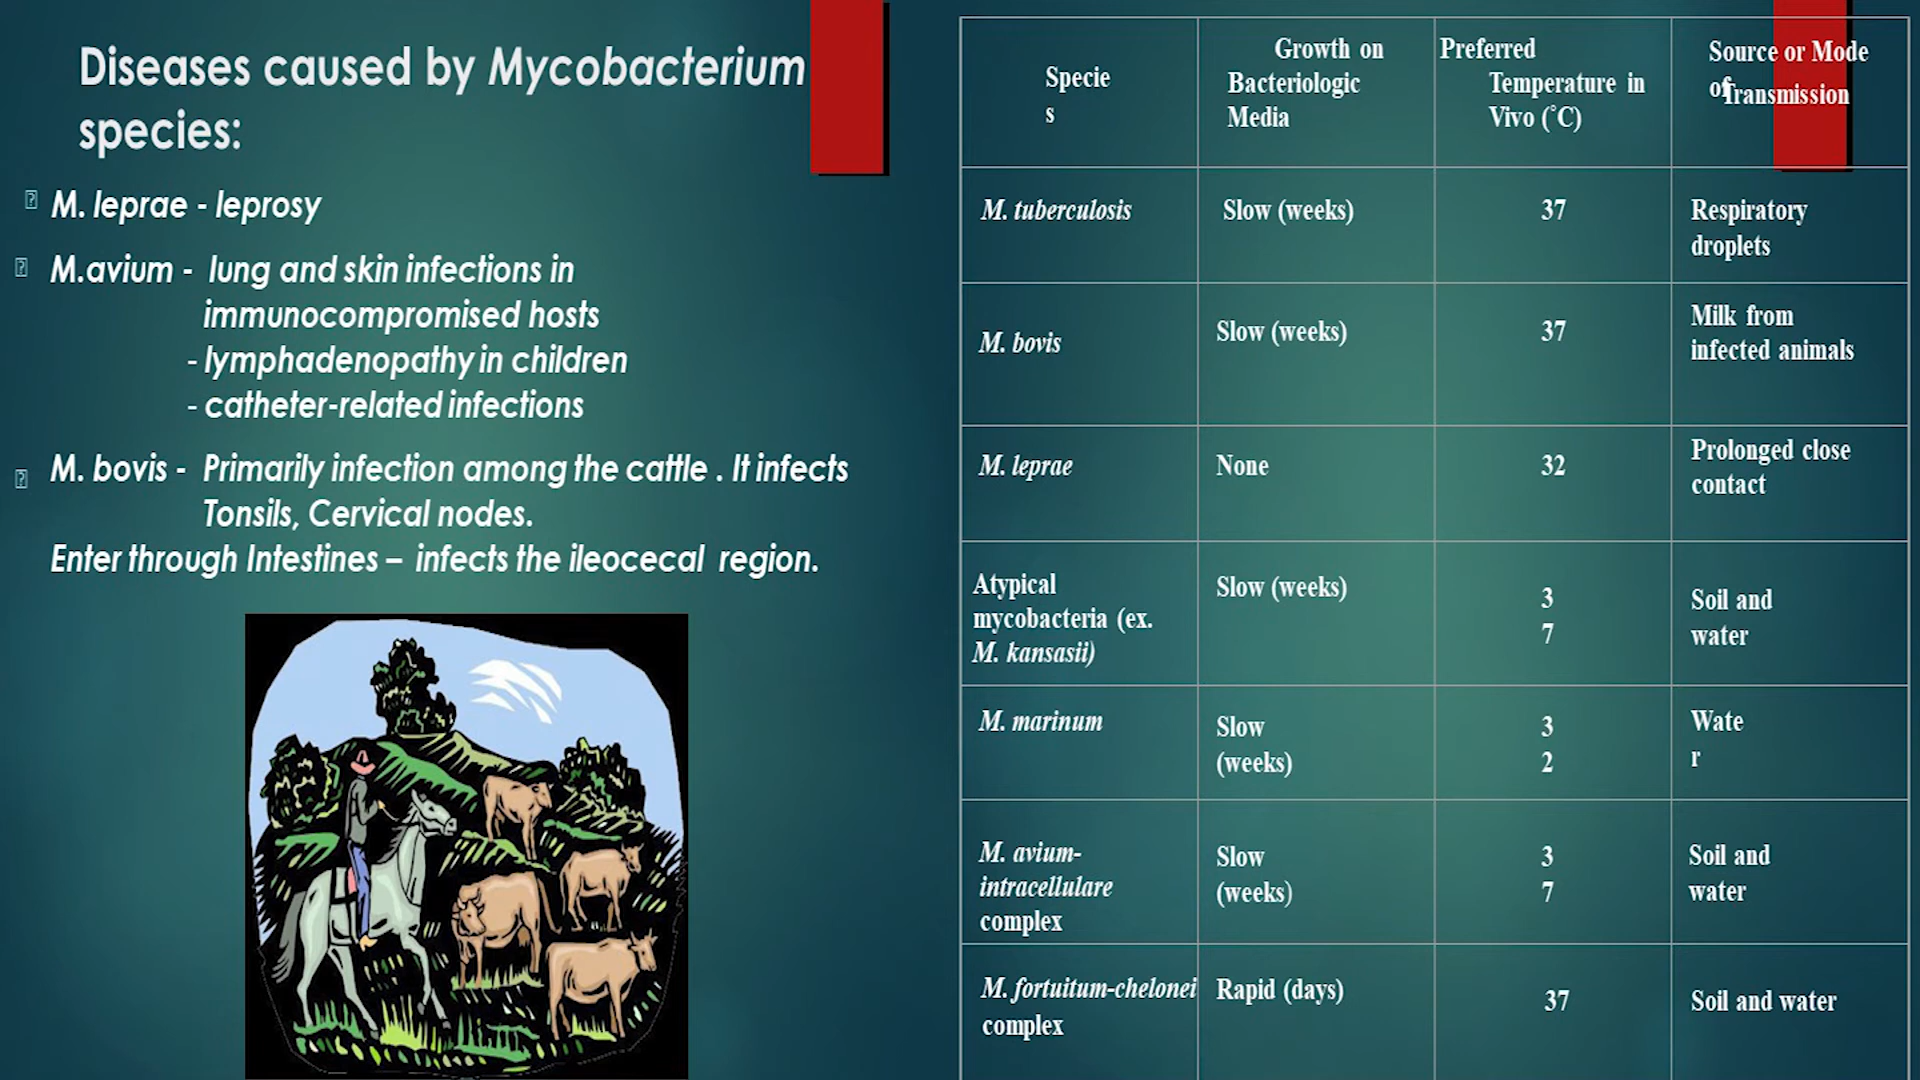 Diseases caused by Mycobacterium
species:
M. leprae - leprosy
M.avium - lung and skin infections in
immunocompromised hosts
- lymphadenopathy in children
- catheter-related infections
M. bovis - Primarily infection among the cattle . It infects
Tonsils, Cervical nodes.
Enter through Intestines – infects the ileocecal region.
Specie
s
Growth on
Bacteriologic
Media
Preferred
Temperature in
Vivo (˚C)
Source or Mode
of
Transmission
M. tuberculosis
Slow (weeks)
37
Respiratory
droplets
M. bovis
Slow (weeks)
37
Milk from
infected animals
M. leprae
None
32
Prolonged close
contact
Atypical
mycobacteria (ex.
M. kansasii)
Slow (weeks)
3
7
Soil and
water
M. marinum
Slow
(weeks)
3
2
Wate
r
M. avium-
intracellulare
complex
Slow
(weeks)
3
7
Soil and
water
M. fortuitum-chelonei
complex
Rapid (days)
37
Soil and water